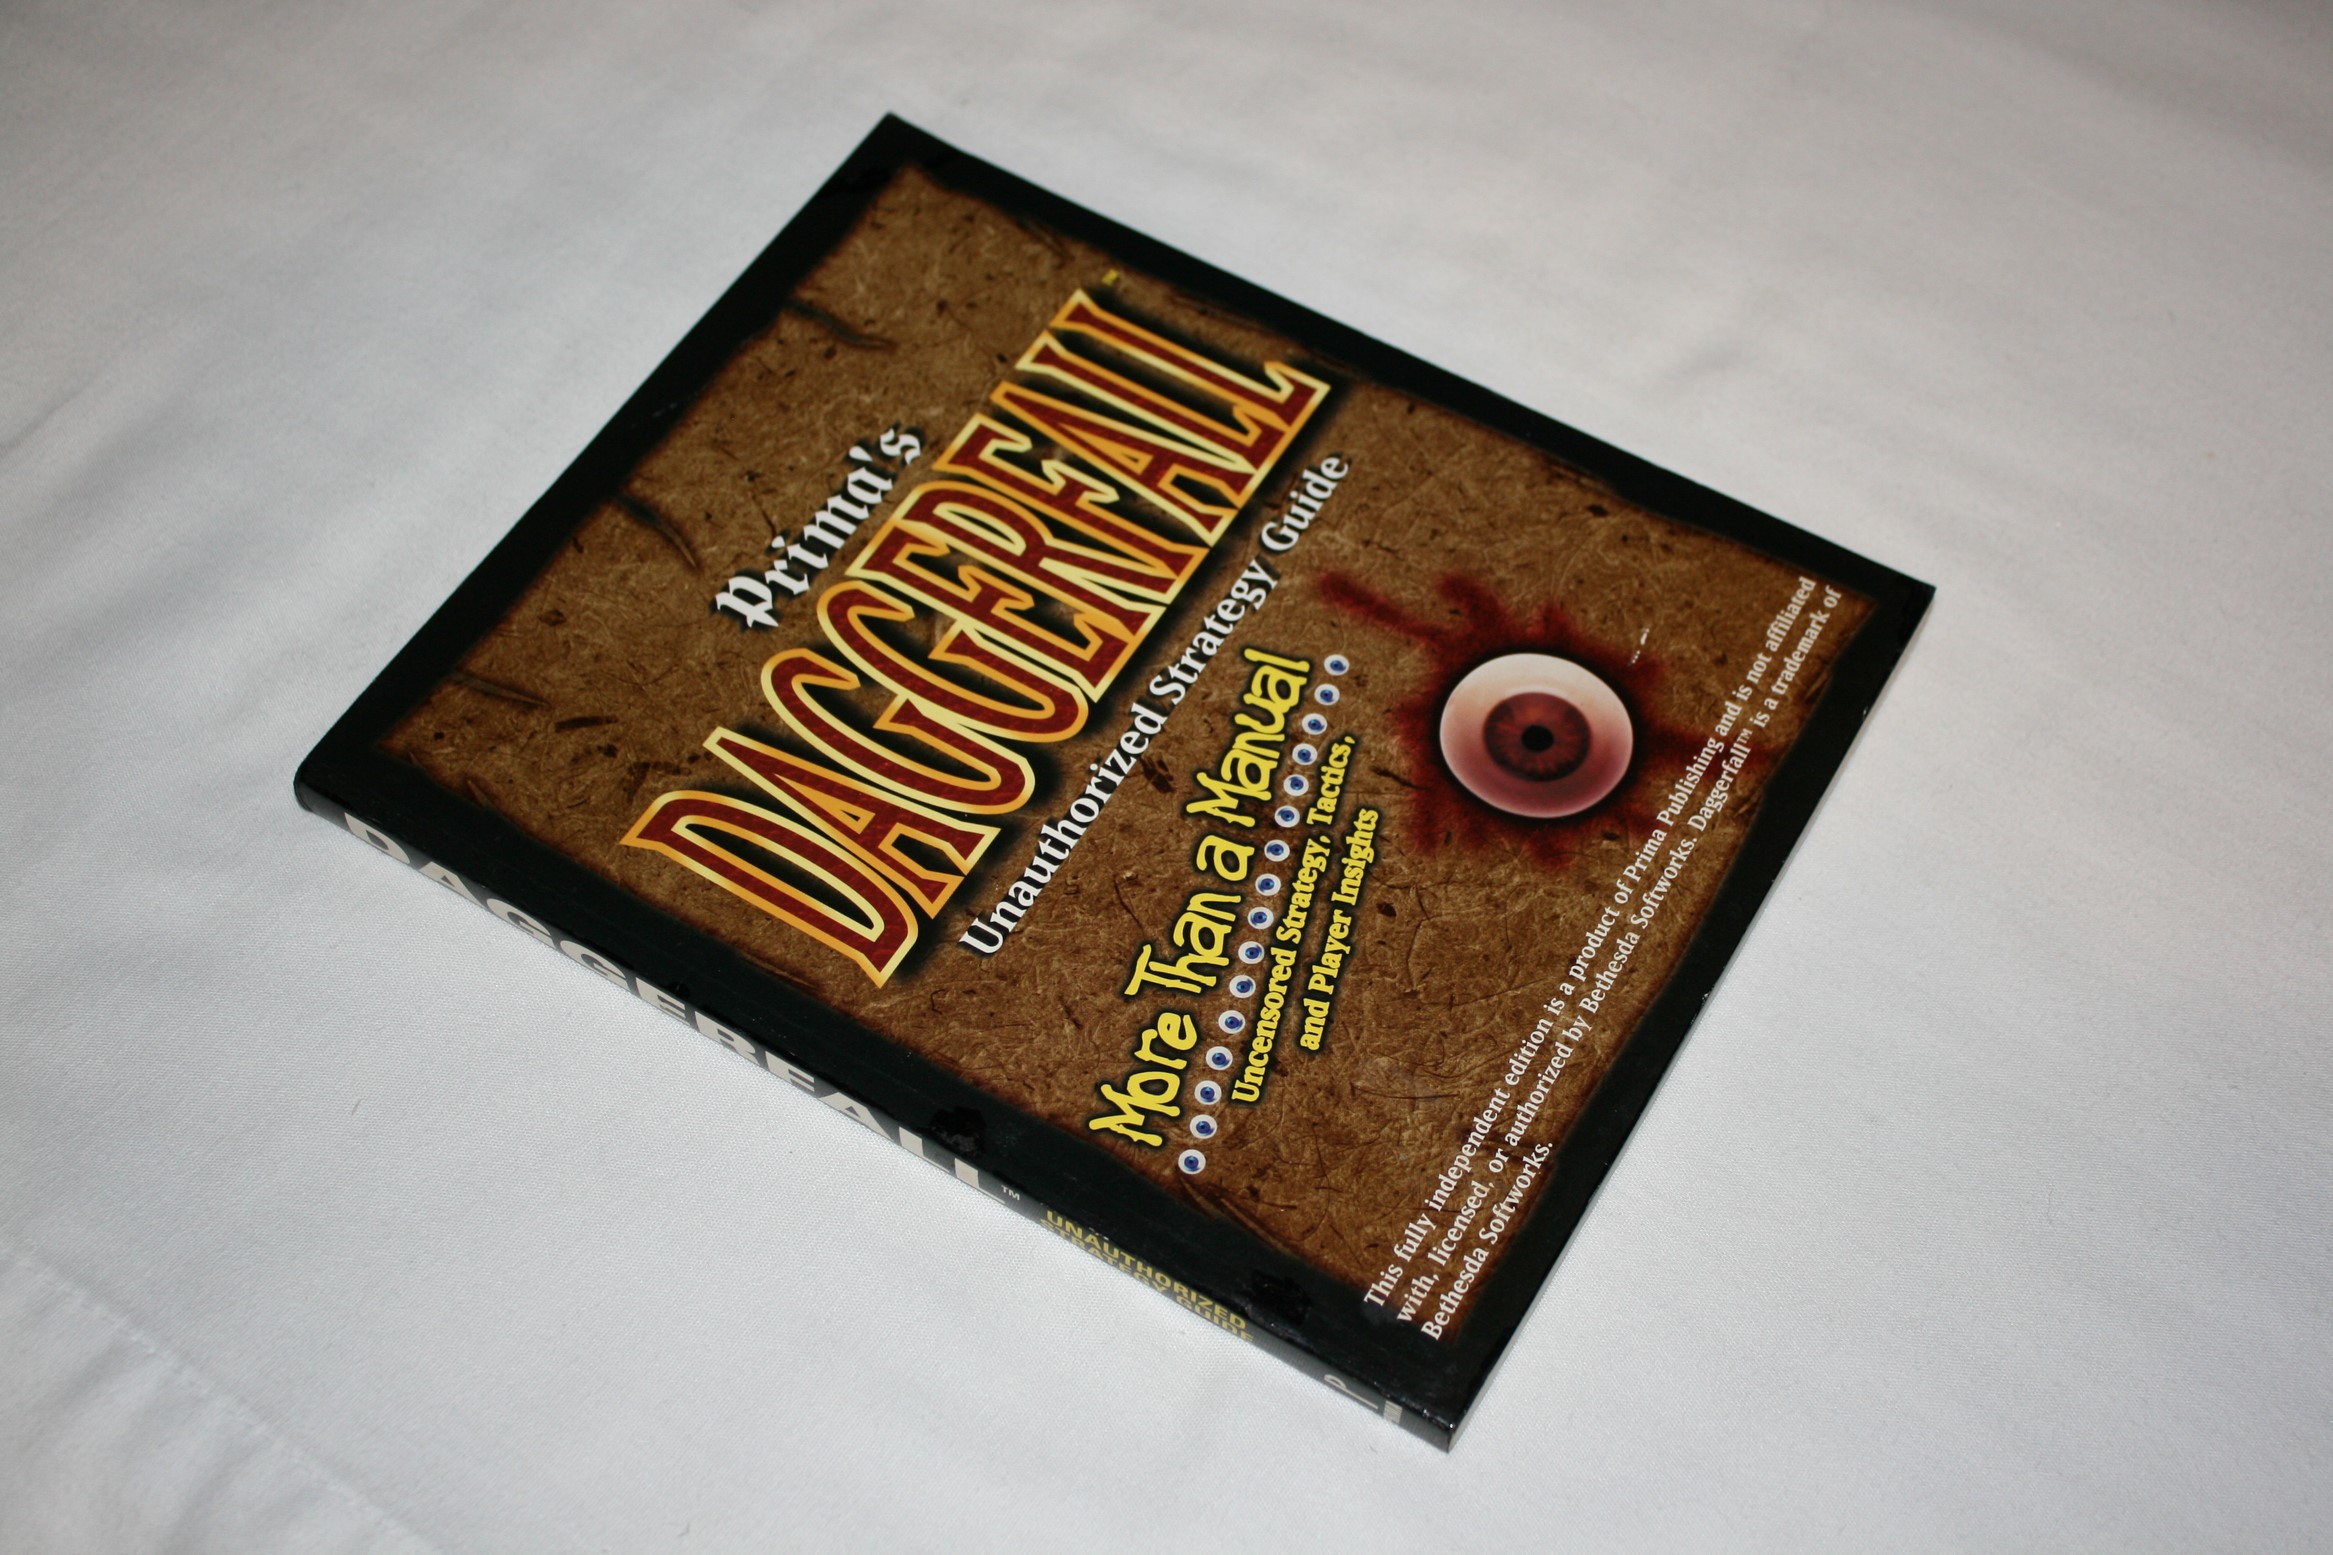 Prima's
DAGGERFALL™
Unauthorized Strategy Guide
More Than a Manual
Uncensored Strategy, Tactics,
and Player Insights
This fully independent edition is a product of Prima Publishing and is not affiliated
with, licensed, or authorized by Bethesda Softworks. Daggerfall™ is a trademark of
Bethesda Softworks.
DAGGERFALL™
UNAUTHORIZED
STRATEGY GUIDE
P